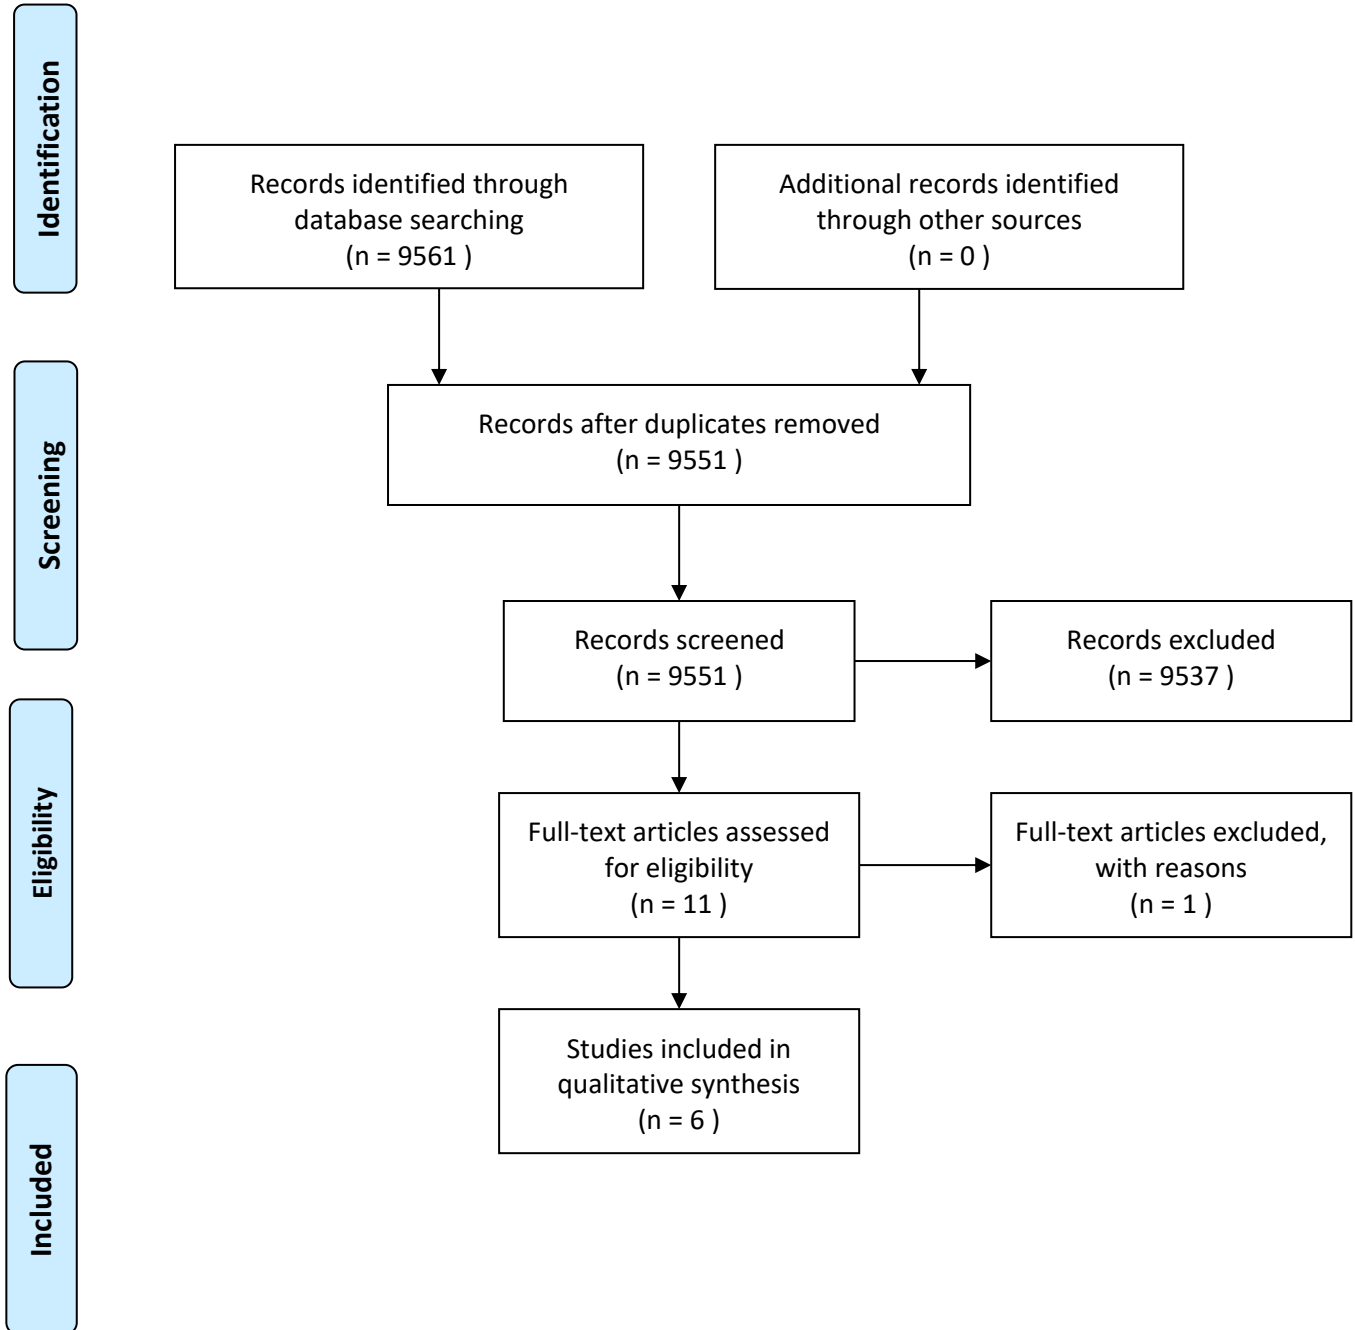 Identification
Records identified through
database searching
(n = 9561 )
Additional records identified
through other sources
(n = 0 )
Screening
Records after duplicates removed
(n = 9551 )
Records screened
(n = 9551 )
Records excluded
(n = 9537 )
Eligibility
Full-text articles assessed
for eligibility
(n = 11 )
Full-text articles excluded,
with reasons
(n = 1 )
Included
Studies included in
qualitative synthesis
(n = 6 )